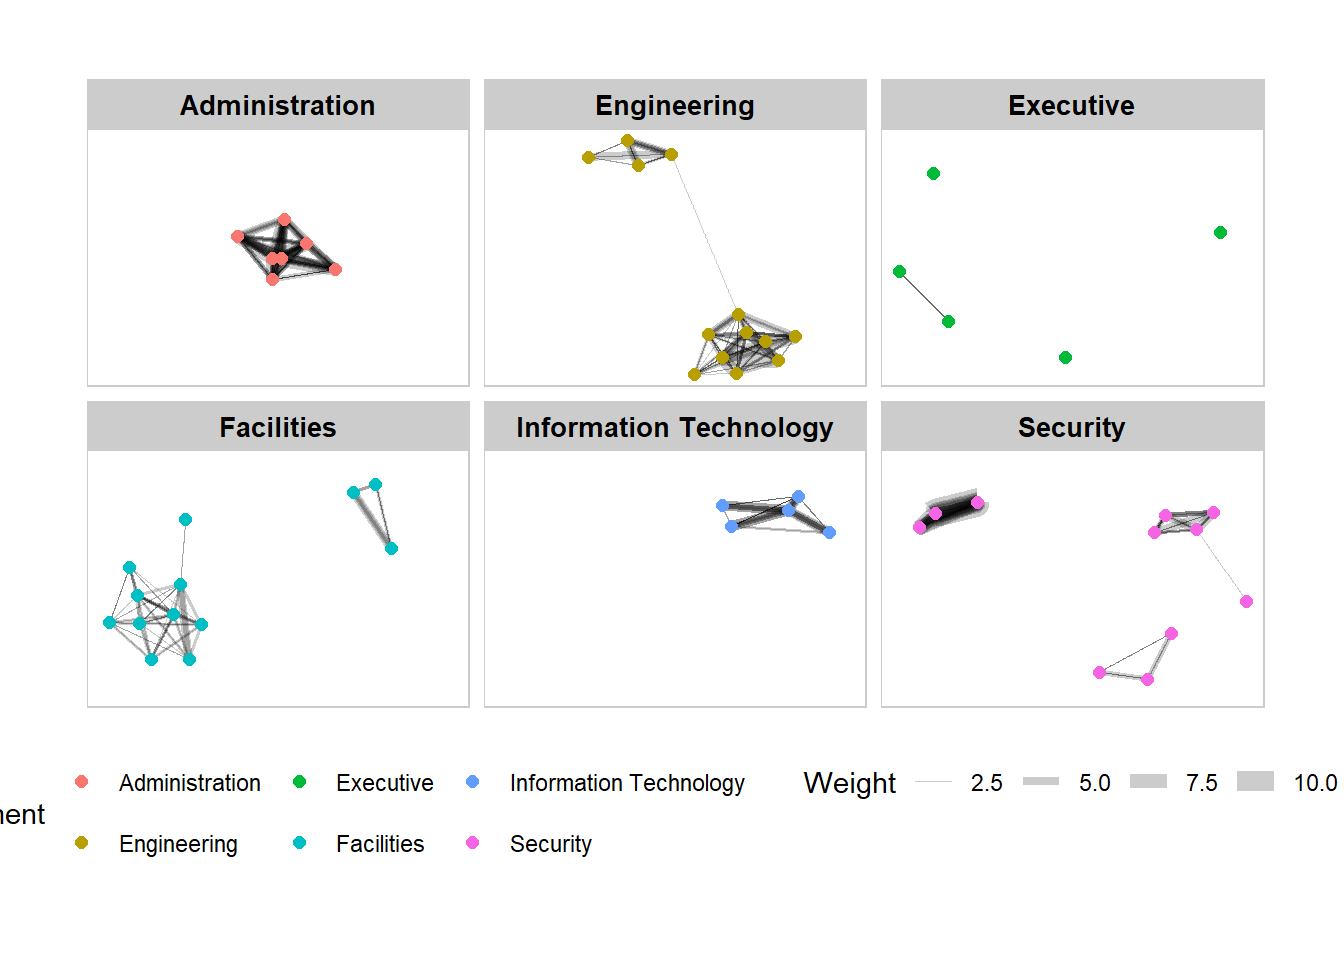 Administration
Engineering
Executive
Facilities
Information Technology
Security
Administration
Executive
Information Technology
Engineering
Facilities
Security
Weight
2.5
5.0
7.5
10.0